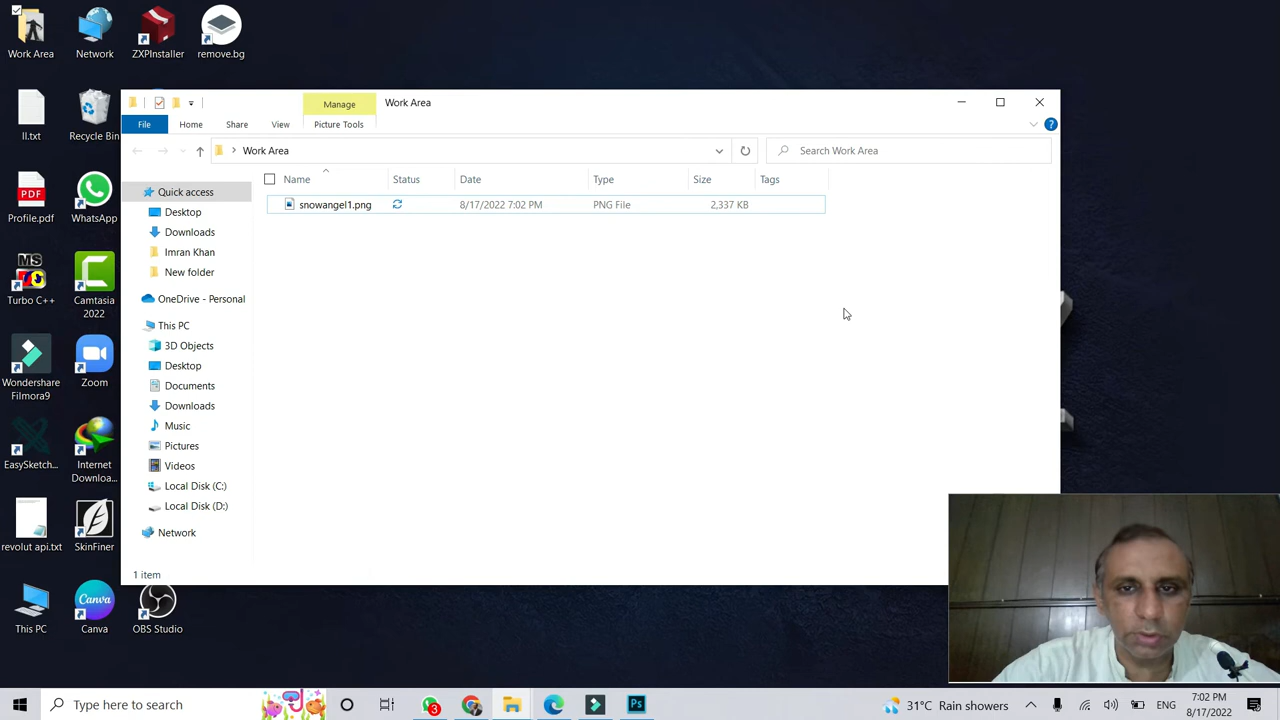 Work Area
Network
ZXPInstaller
remove.bg
Manage
Work Area
File
Home
Share
View
Picture Tools
Work Area
Search Work Area
Name
Status
Date
Type
Size
Tags
snowangel1.png
8/17/2022 7:02 PM
PNG File
2,337 KB
Quick access
Desktop
Downloads
Imran Khan
New folder
OneDrive - Personal
This PC
3D Objects
Desktop
Documents
Downloads
Music
Pictures
Videos
Local Disk (C:)
Local Disk (D:)
Network
1 item
ll.txt
Recycle Bin
PDF
Profile.pdf
WhatsApp
MS
Turbo C++
Camtasia
2022
Wondershare
Filmora9
Zoom
EasySketch...
Internet
Downloa...
revolut api.txt
SkinFiner
This PC
Canva
Canva
OBS Studio
Type here to search
3
Ps
31°C Rain showers
ENG
7:02 PM
8/17/2022